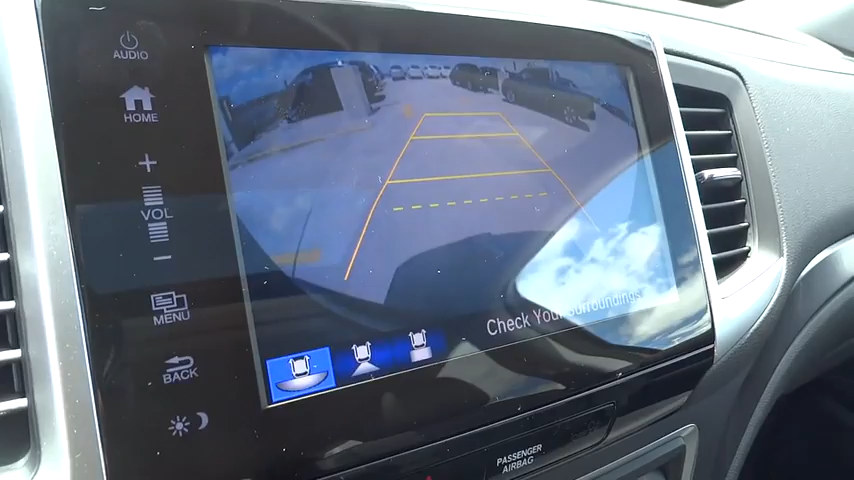 AUDIO
HOME
+
VOL
−
MENU
BACK
Check Your Surroundings
PASSENGER
AIRBAG